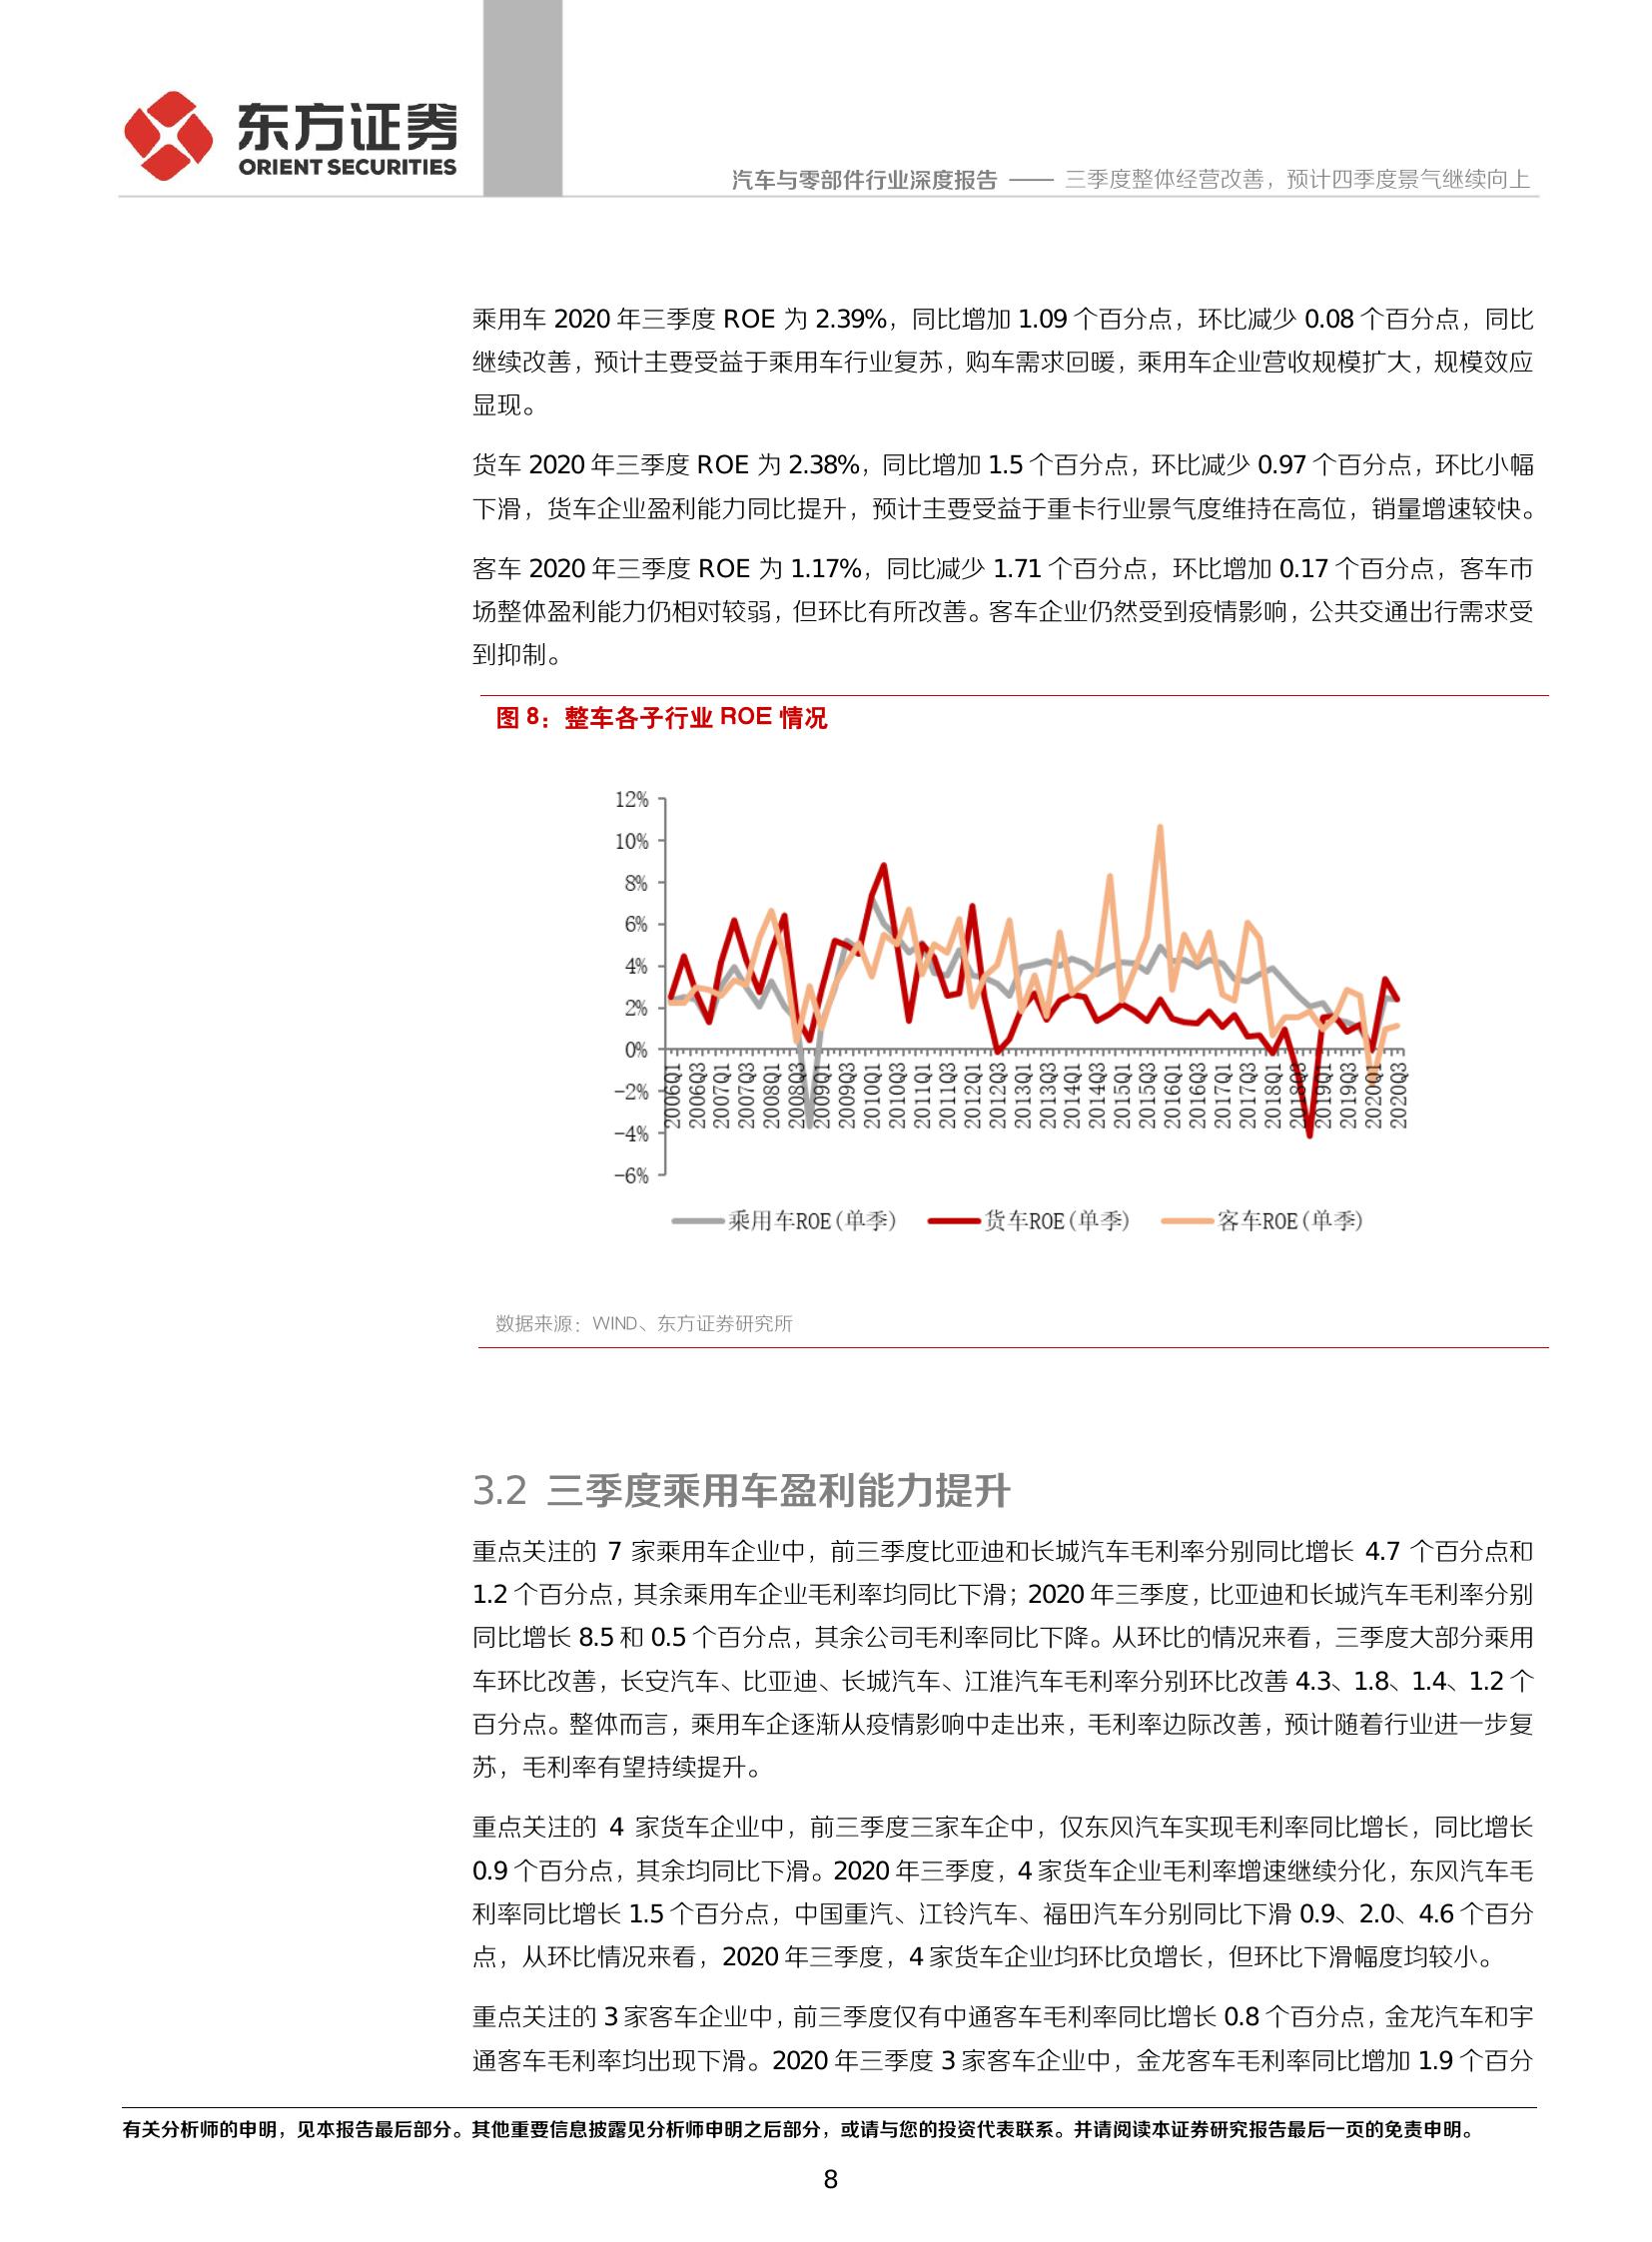 东方证券
ORIENT SECURITIES
汽车与零部件行业深度报告 —— 三季度整体经营改善，预计四季度景气继续向上
乘用车 2020 年三季度 ROE 为 2.39%，同比增加 1.09 个百分点，环比减少 0.08 个百分点，同比
继续改善，预计主要受益于乘用车行业复苏，购车需求回暖，乘用车企业营收规模扩大，规模效应
显现。
货车 2020 年三季度 ROE 为 2.38%，同比增加 1.5 个百分点，环比减少 0.97 个百分点，环比小幅
下滑，货车企业盈利能力同比提升，预计主要受益于重卡行业景气度维持在高位，销量增速较快。
客车 2020 年三季度 ROE 为 1.17%，同比减少 1.71 个百分点，环比增加 0.17 个百分点，客车市
场整体盈利能力仍相对较弱，但环比有所改善。客车企业仍然受到疫情影响，公共交通出行需求受
到抑制。
图 8：整车各子行业 ROE 情况
12%
10%
8%
6%
4%
2%
0%
-2%
-4%
-6%
2006Q1
2006Q3
2007Q1
2007Q3
2008Q1
2008Q3
2009Q1
2009Q3
2010Q1
2010Q3
2011Q1
2011Q3
2012Q1
2012Q3
2013Q1
2013Q3
2014Q1
2014Q3
2015Q1
2015Q3
2016Q1
2016Q3
2017Q1
2017Q3
2018Q1
2018Q3
2019Q1
2019Q3
2020Q1
2020Q3
乘用车ROE(单季) 货车ROE(单季) 客车ROE(单季)
数据来源：WIND、东方证券研究所
3.2 三季度乘用车盈利能力提升
重点关注的 7 家乘用车企业中，前三季度比亚迪和长城汽车毛利率分别同比增长 4.7 个百分点和
1.2 个百分点，其余乘用车企业毛利率均同比下滑；2020 年三季度，比亚迪和长城汽车毛利率分别
同比增长 8.5 和 0.5 个百分点，其余公司毛利率同比下降。从环比的情况来看，三季度大部分乘用
车环比改善，长安汽车、比亚迪、长城汽车、江淮汽车毛利率分别环比改善 4.3、1.8、1.4、1.2 个
百分点。整体而言，乘用车企逐渐从疫情影响中走出来，毛利率边际改善，预计随着行业进一步复
苏，毛利率有望持续提升。
重点关注的 4 家货车企业中，前三季度三家车企中，仅东风汽车实现毛利率同比增长，同比增长
0.9 个百分点，其余均同比下滑。2020 年三季度，4 家货车企业毛利率增速继续分化，东风汽车毛
利率同比增长 1.5 个百分点，中国重汽、江铃汽车、福田汽车分别同比下滑 0.9、2.0、4.6 个百分
点，从环比情况来看，2020 年三季度，4 家货车企业均环比负增长，但环比下滑幅度均较小。
重点关注的 3 家客车企业中，前三季度仅有中通客车毛利率同比增长 0.8 个百分点，金龙汽车和宇
通客车毛利率均出现下滑。2020 年三季度 3 家客车企业中，金龙客车毛利率同比增加 1.9 个百分
有关分析师的申明，见本报告最后部分。其他重要信息披露见分析师申明之后部分，或请与您的投资代表联系。并请阅读本证券研究报告最后一页的免责申明。
8